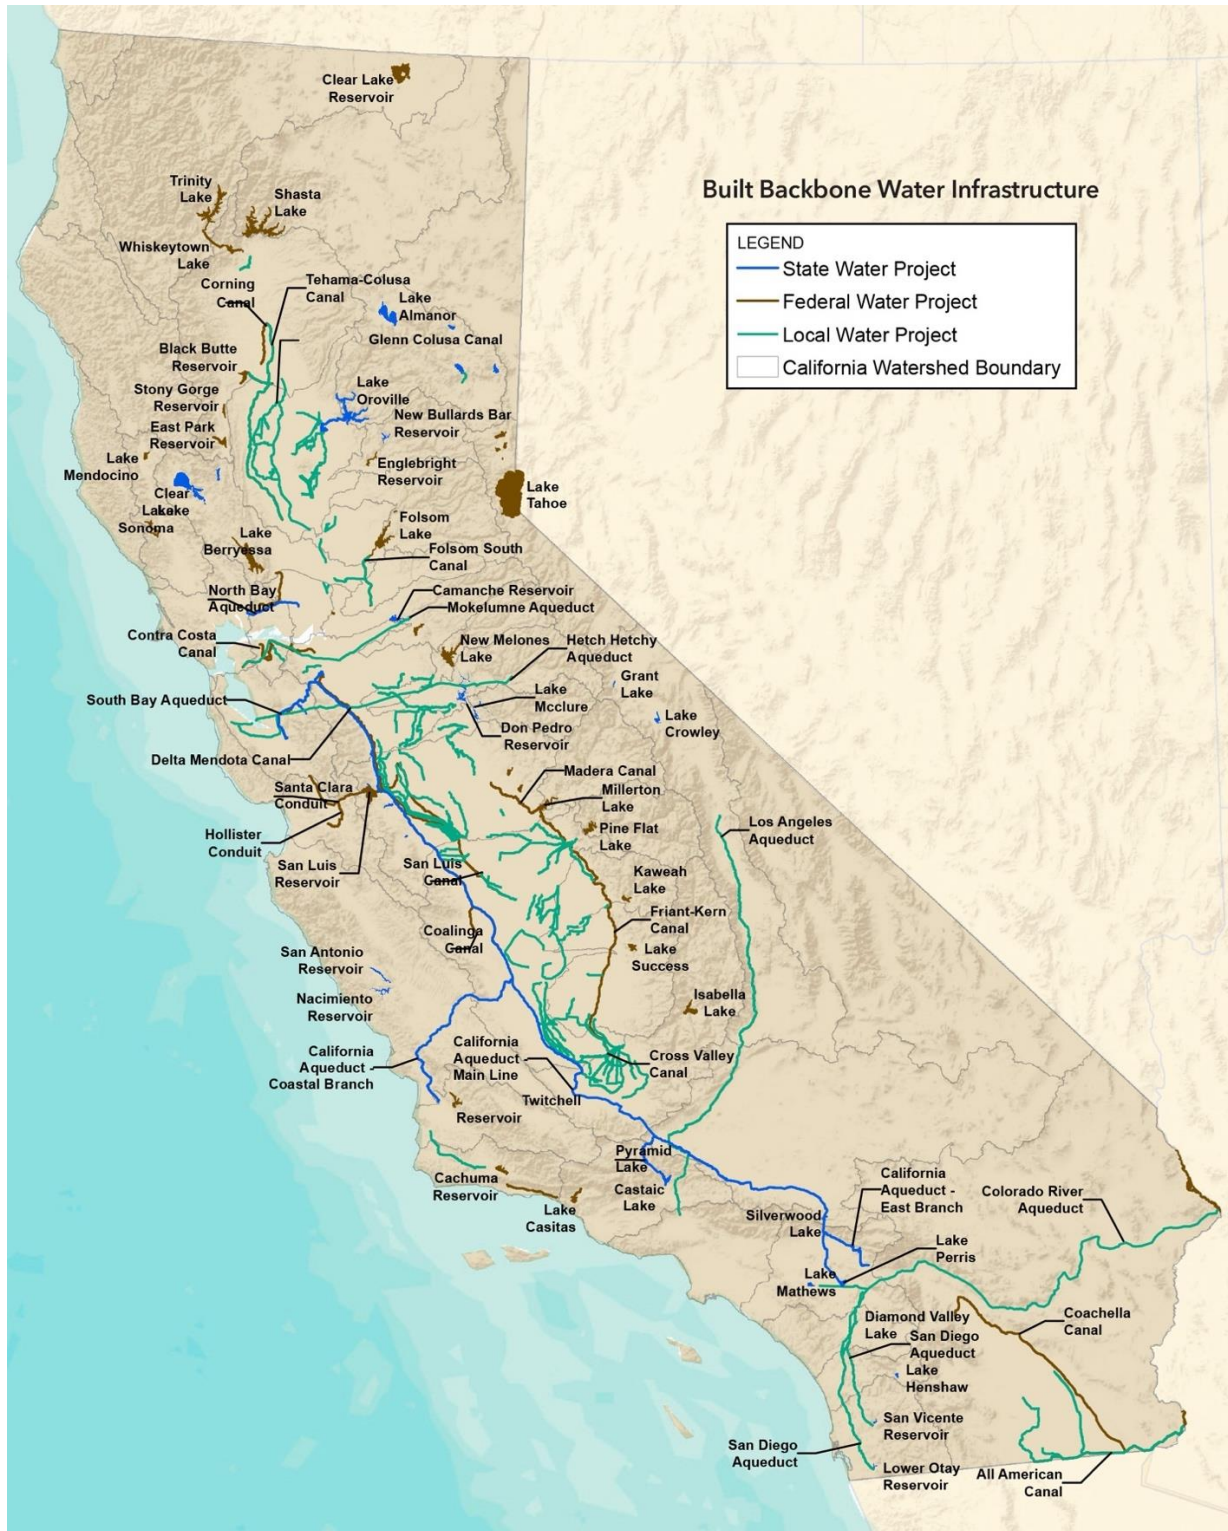 Clear Lake
Reservoir
Trinity
Lake
Shasta
Lake
Built Backbone Water Infrastructure
LEGEND
State Water Project
Federal Water Project
Local Water Project
California Watershed Boundary
Whiskeytown
Lake
Corning
Canal
Tehama-Colusa
Canal
Lake
Almanor
Glenn Colusa Canal
Black Butte
Reservoir
Stony Gorge
Reservoir
Lake
Oroville
New Bullards Bar
Reservoir
East Park
Reservoir
Lake
Mendocino
Englebright
Reservoir
Clear
Lake
Lake
Sonoma
Lake
Tahoe
Lake
Berryessa
Folsom
Lake
Folsom South
Canal
North Bay
Aqueduct
Camanche Reservoir
Mokelumne Aqueduct
Contra Costa
Canal
New Melones
Lake
Hetch Hetchy
Aqueduct
Grant
Lake
South Bay Aqueduct
Lake
Mcclure
Lake
Crowley
Don Pedro
Reservoir
Delta Mendota Canal
Madera Canal
Santa Clara
Conduit
Millerton
Lake
Los Angeles
Aqueduct
Hollister
Conduit
Pine Flat
Lake
San Luis
Reservoir
San Luis
Canal
Kaweah
Lake
Friant-Kern
Canal
Coalinga
Canal
San Antonio
Reservoir
Lake
Success
Nacimiento
Reservoir
Isabella
Lake
California
Aqueduct -
Coastal Branch
California
Aqueduct -
Main Line
Cross Valley
Canal
Twitchell
Reservoir
Pyramid
Lake
Cachuma
Reservoir
Castaic
Lake
Lake
Casitas
California
Aqueduct -
East Branch
Colorado River
Aqueduct
Silverwood
Lake
Lake
Perris
Lake
Mathews
Diamond Valley
Lake
San Diego
Aqueduct
Coachella
Canal
Lake
Henshaw
San Vicente
Reservoir
San Diego
Aqueduct
Lower Otay
Reservoir
All American
Canal